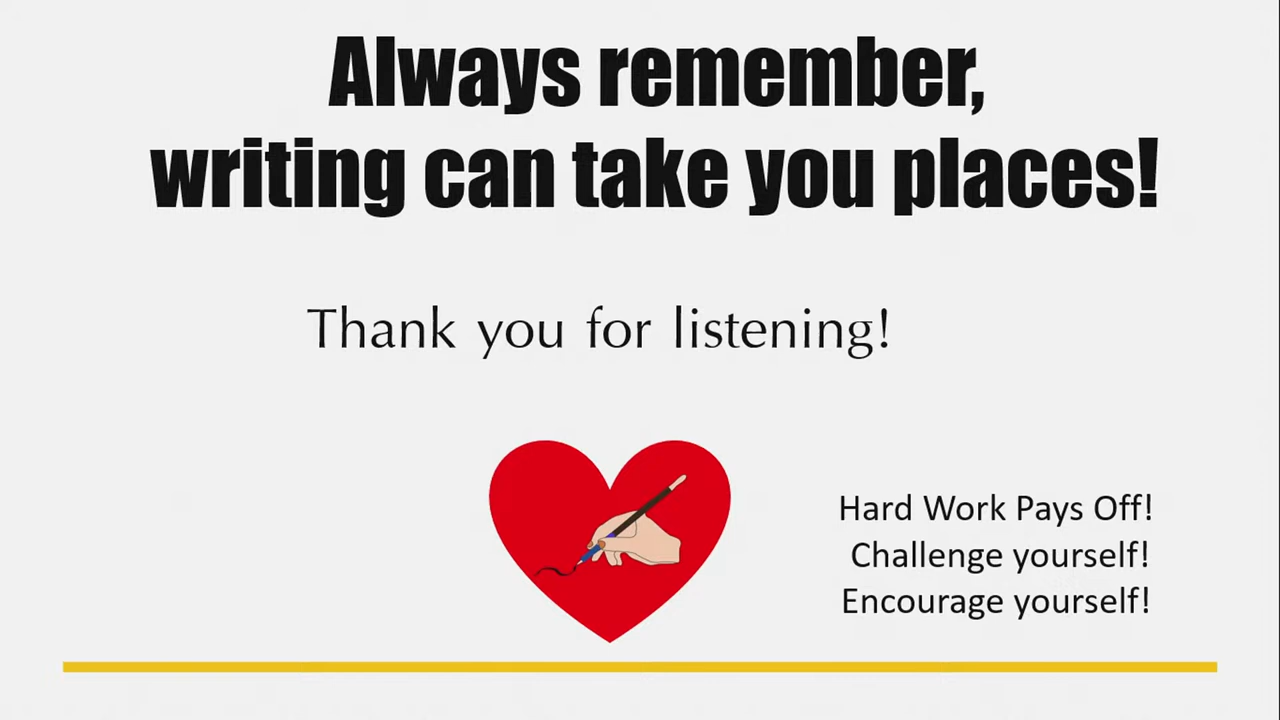 Always remember,
writing can take you places!
Thank you for listening!
Hard Work Pays Off!
Challenge yourself!
Encourage yourself!